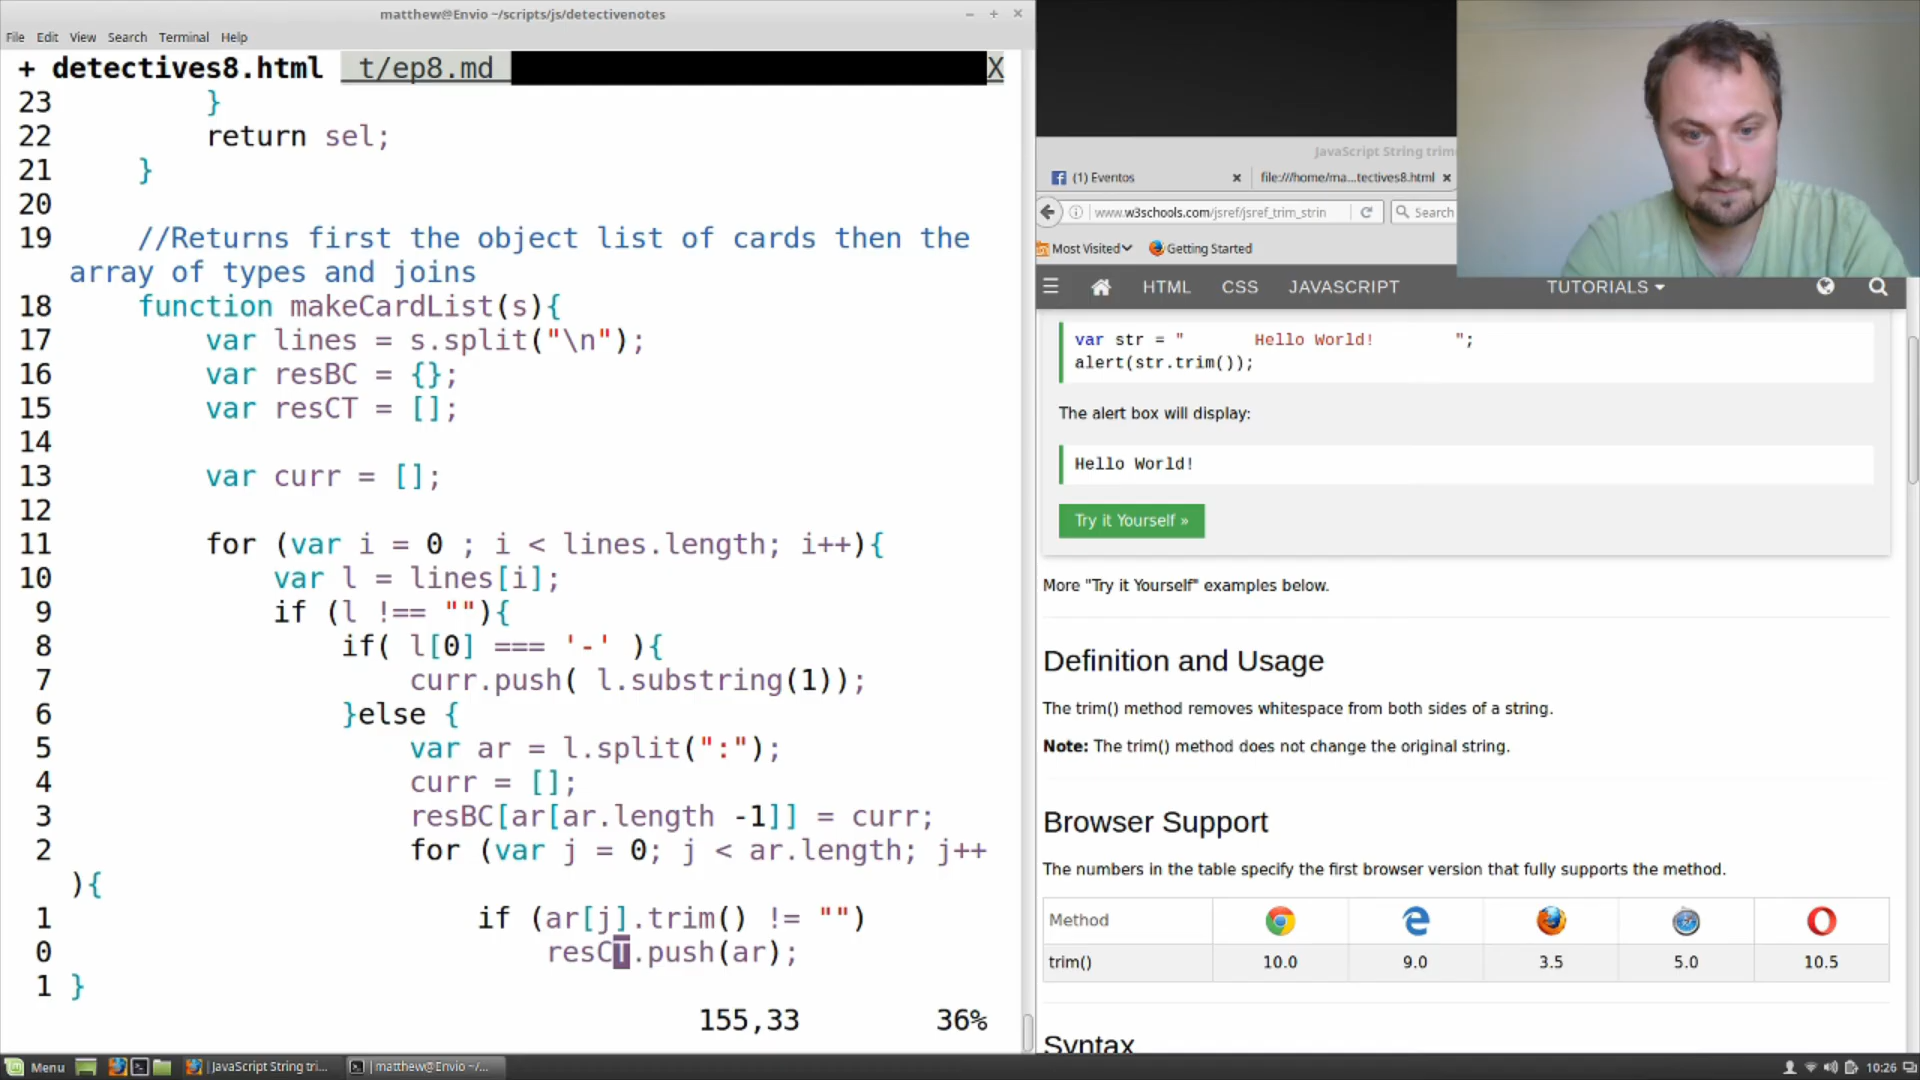 matthew@Envio ~/scripts/js/detectivenotes
File Edit View Search Terminal Help
+ detectives8.html t/ep8.md X
23 }
22 return sel;
21 }
20
19 //Returns first the object list of cards then the
array of types and joins
18 function makeCardList(s){
17 var lines = s.split("\n");
16 var resBC = {};
15 var resCT = [];
14
13 var curr = [];
12
11 for (var i = 0 ; i < lines.length; i++){
10 var l = lines[i];
9 if (l !== ""){
8 if( l[0] === '-' ){
7 curr.push( l.substring(1));
6 }else {
5 var ar = l.split(":");
4 curr = [];
3 resBC[ar[ar.length -1]] = curr;
2 for (var j = 0; j < ar.length; j++
){
1 if (ar[j].trim() != "")
0 resCT.push(ar);
1 }
155,33 36%
JavaScript String trim
(1) Eventos × file:///home/ma...tectives8.html ×
www.w3schools.com/jsref/jsref_trim_strin Search
Most Visited Getting Started
HTML CSS JAVASCRIPT TUTORIALS
var str = " Hello World! ";
alert(str.trim());
The alert box will display:
Hello World!
Try it Yourself »
More "Try it Yourself" examples below.
Definition and Usage
The trim() method removes whitespace from both sides of a string.
Note: The trim() method does not change the original string.
Browser Support
The numbers in the table specify the first browser version that fully supports the method.
Method
trim() 10.0 9.0 3.5 5.0 10.5
Syntax
Menu JavaScript String tri... matthew@Envio ~/... 10:26